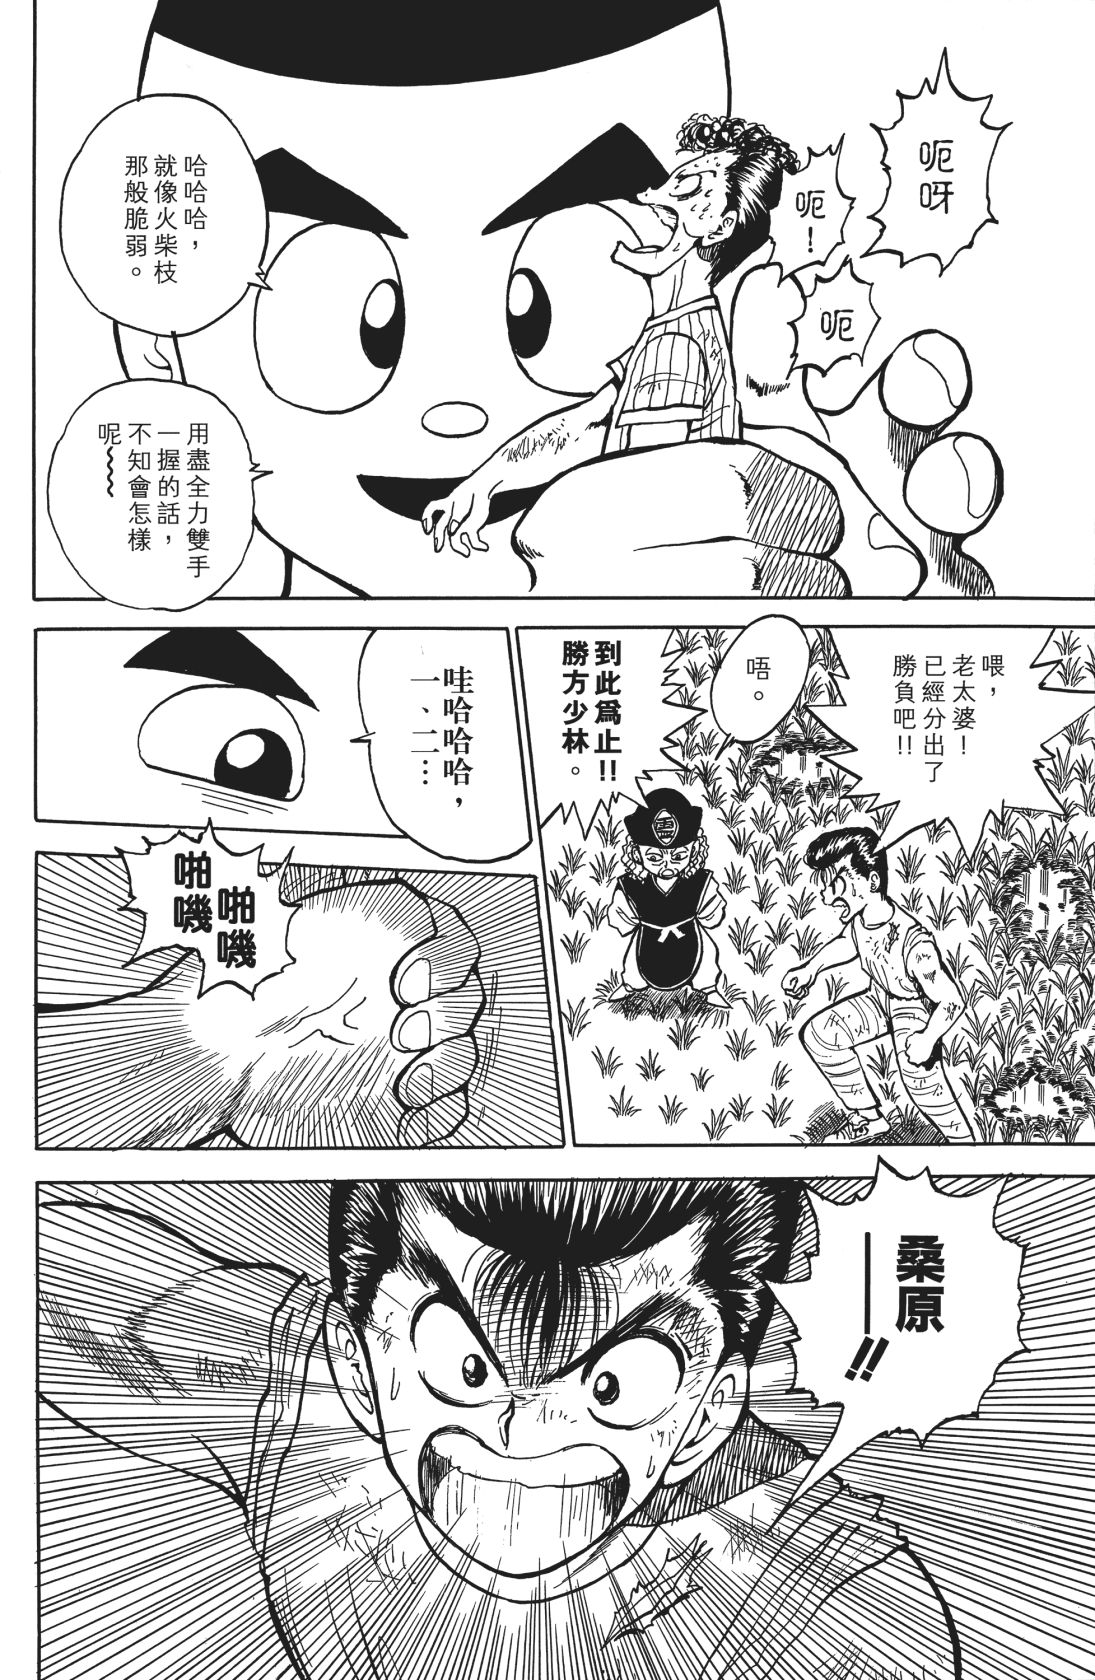 呃呀
呃！
呃
哈哈哈，
就像火柴枝
那般脆弱。
用盡全力雙手
一握的話，
不知會怎樣
呢～
喂，
老太婆！
已經分出了
勝負吧!!
唔。
到此為止!!
勝方少林。
哇哈哈哈，
一、二…
啪嘰
啪嘰
桑原
——!!